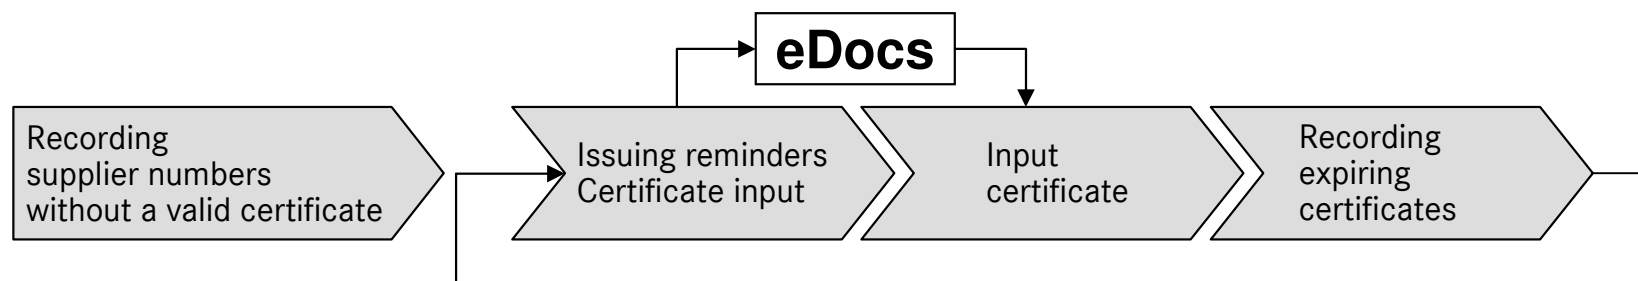 eDocs
Recording
supplier numbers
without a valid certificate
Issuing reminders
Certificate input
Input
certificate
Recording
expiring
certificates